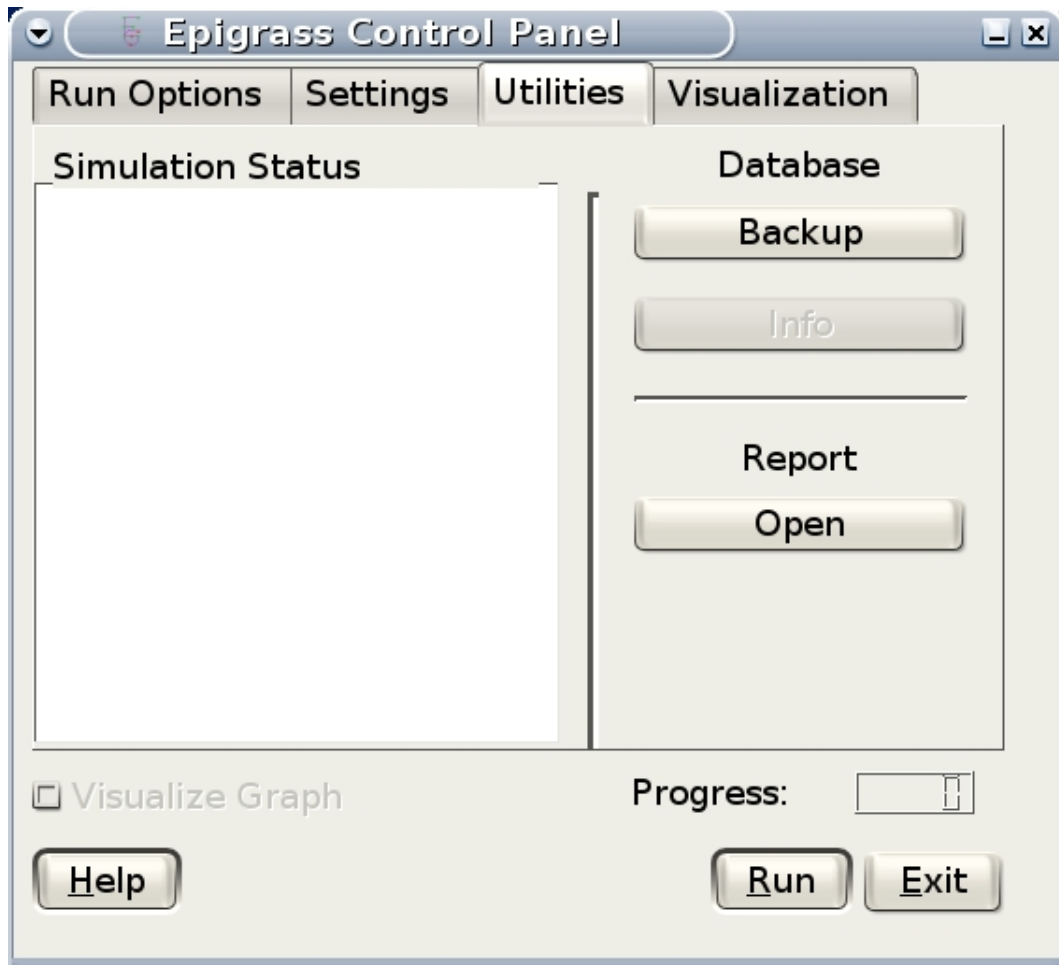 Epigrass Control Panel
Run Options Settings Utilities Visualization
Simulation Status
Database
Backup
Info
Report
Open
Visualize Graph
Progress: 0
Help
Run
Exit